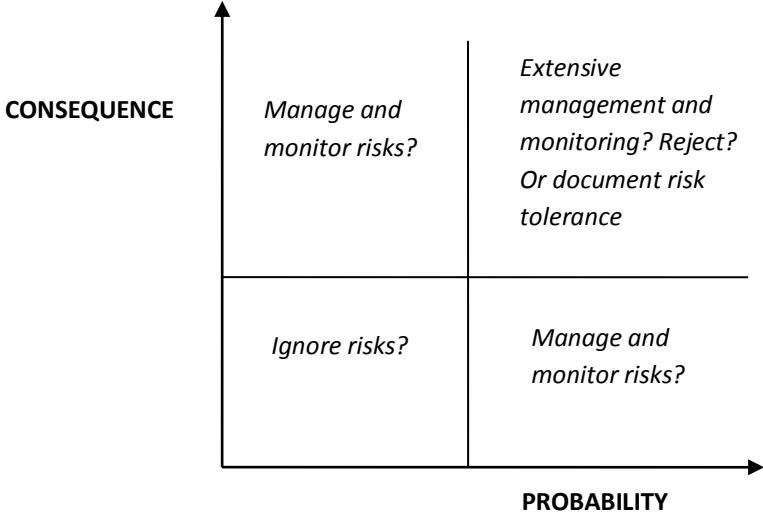 CONSEQUENCE
Manage and
monitor risks?
Extensive
management and
monitoring? Reject?
Or document risk
tolerance
Ignore risks?
Manage and
monitor risks?
PROBABILITY